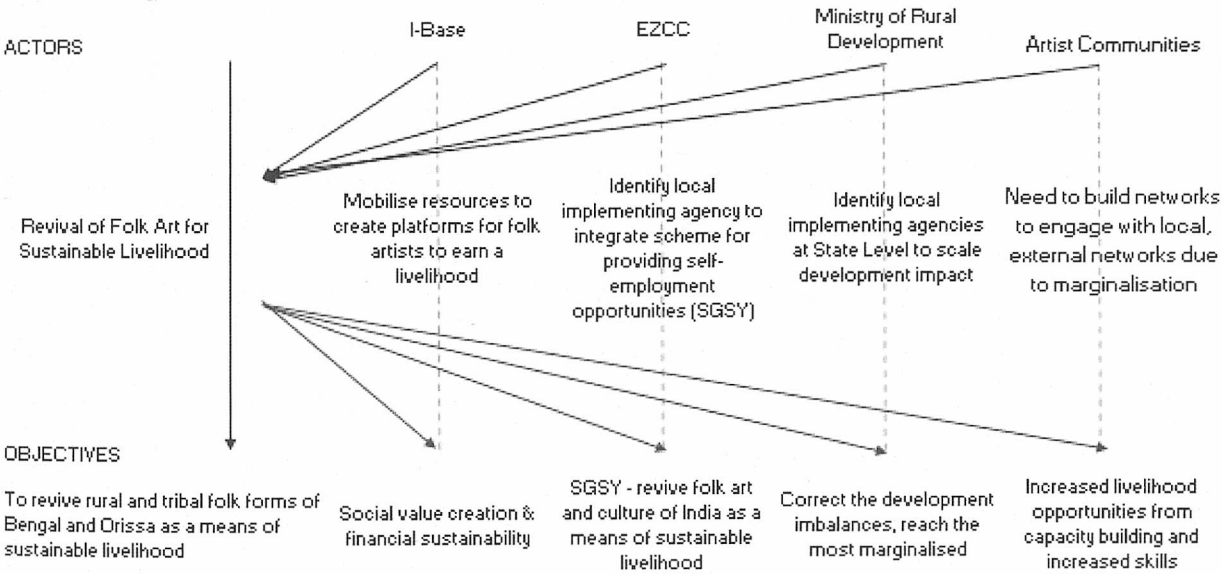 ACTORS
I-Base
EZCC
Ministry of Rural
Development
Artist Communities
Revival of Folk Art for
Sustainable Livelihood
Mobilise resources to
create platforms for folk
artists to earn a
livelihood
Identify local
implementing agency to
integrate scheme for
providing self-
employment
opportunities (SGSY)
Identify local
implementing agencies
at State Level to scale
development impact
Need to build networks
to engage with local,
external networks due
to marginalisation
OBJECTIVES
To revive rural and tribal folk forms of
Bengal and Orissa as a means of
sustainable livelihood
Social value creation &
financial sustainability
SGSY - revive folk art
and culture of India as a
means of sustainable
livelihood
Correct the development
imbalances, reach the
most marginalised
Increased livelihood
opportunities from
capacity building and
increased skills